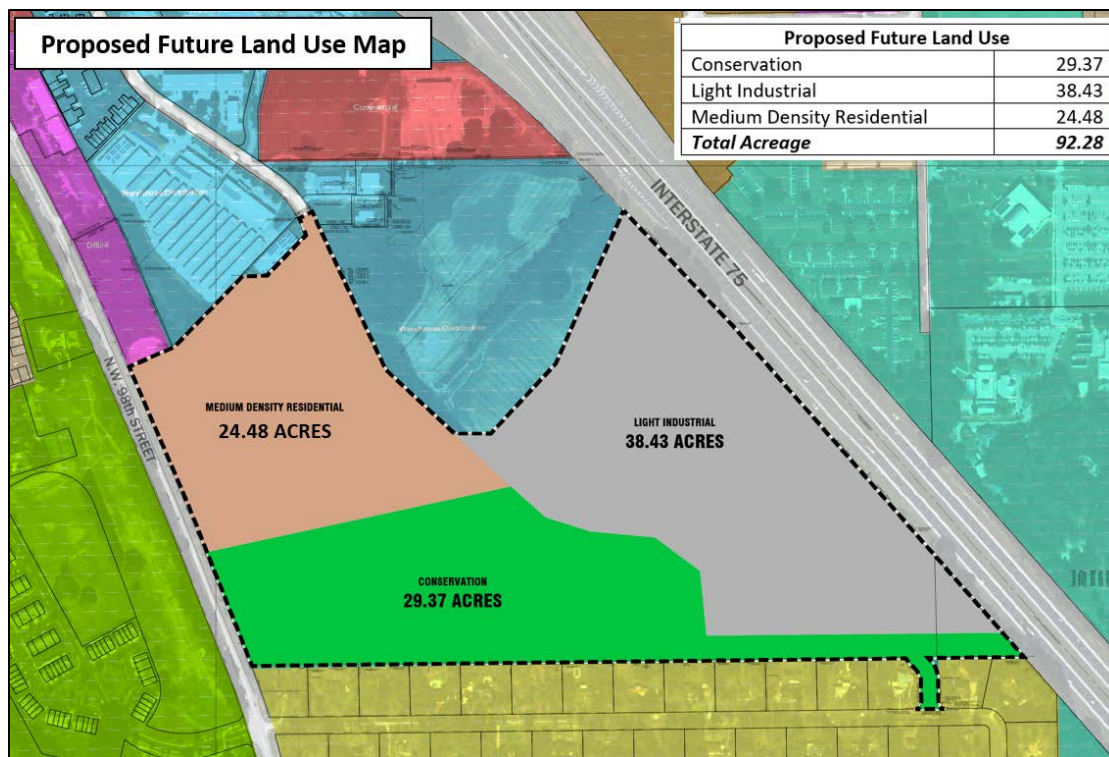 Proposed Future Land Use Map
Proposed Future Land Use
Conservation 29.37
Light Industrial 38.43
Medium Density Residential 24.48
Total Acreage 92.28
Commercial
INTERSTATE 75
Warehouse/Distribution
Office
Warehouse/Distribution
N.W. 98th STREET
MEDIUM DENSITY RESIDENTIAL
24.48 ACRES
LIGHT INDUSTRIAL
38.43 ACRES
CONSERVATION
29.37 ACRES